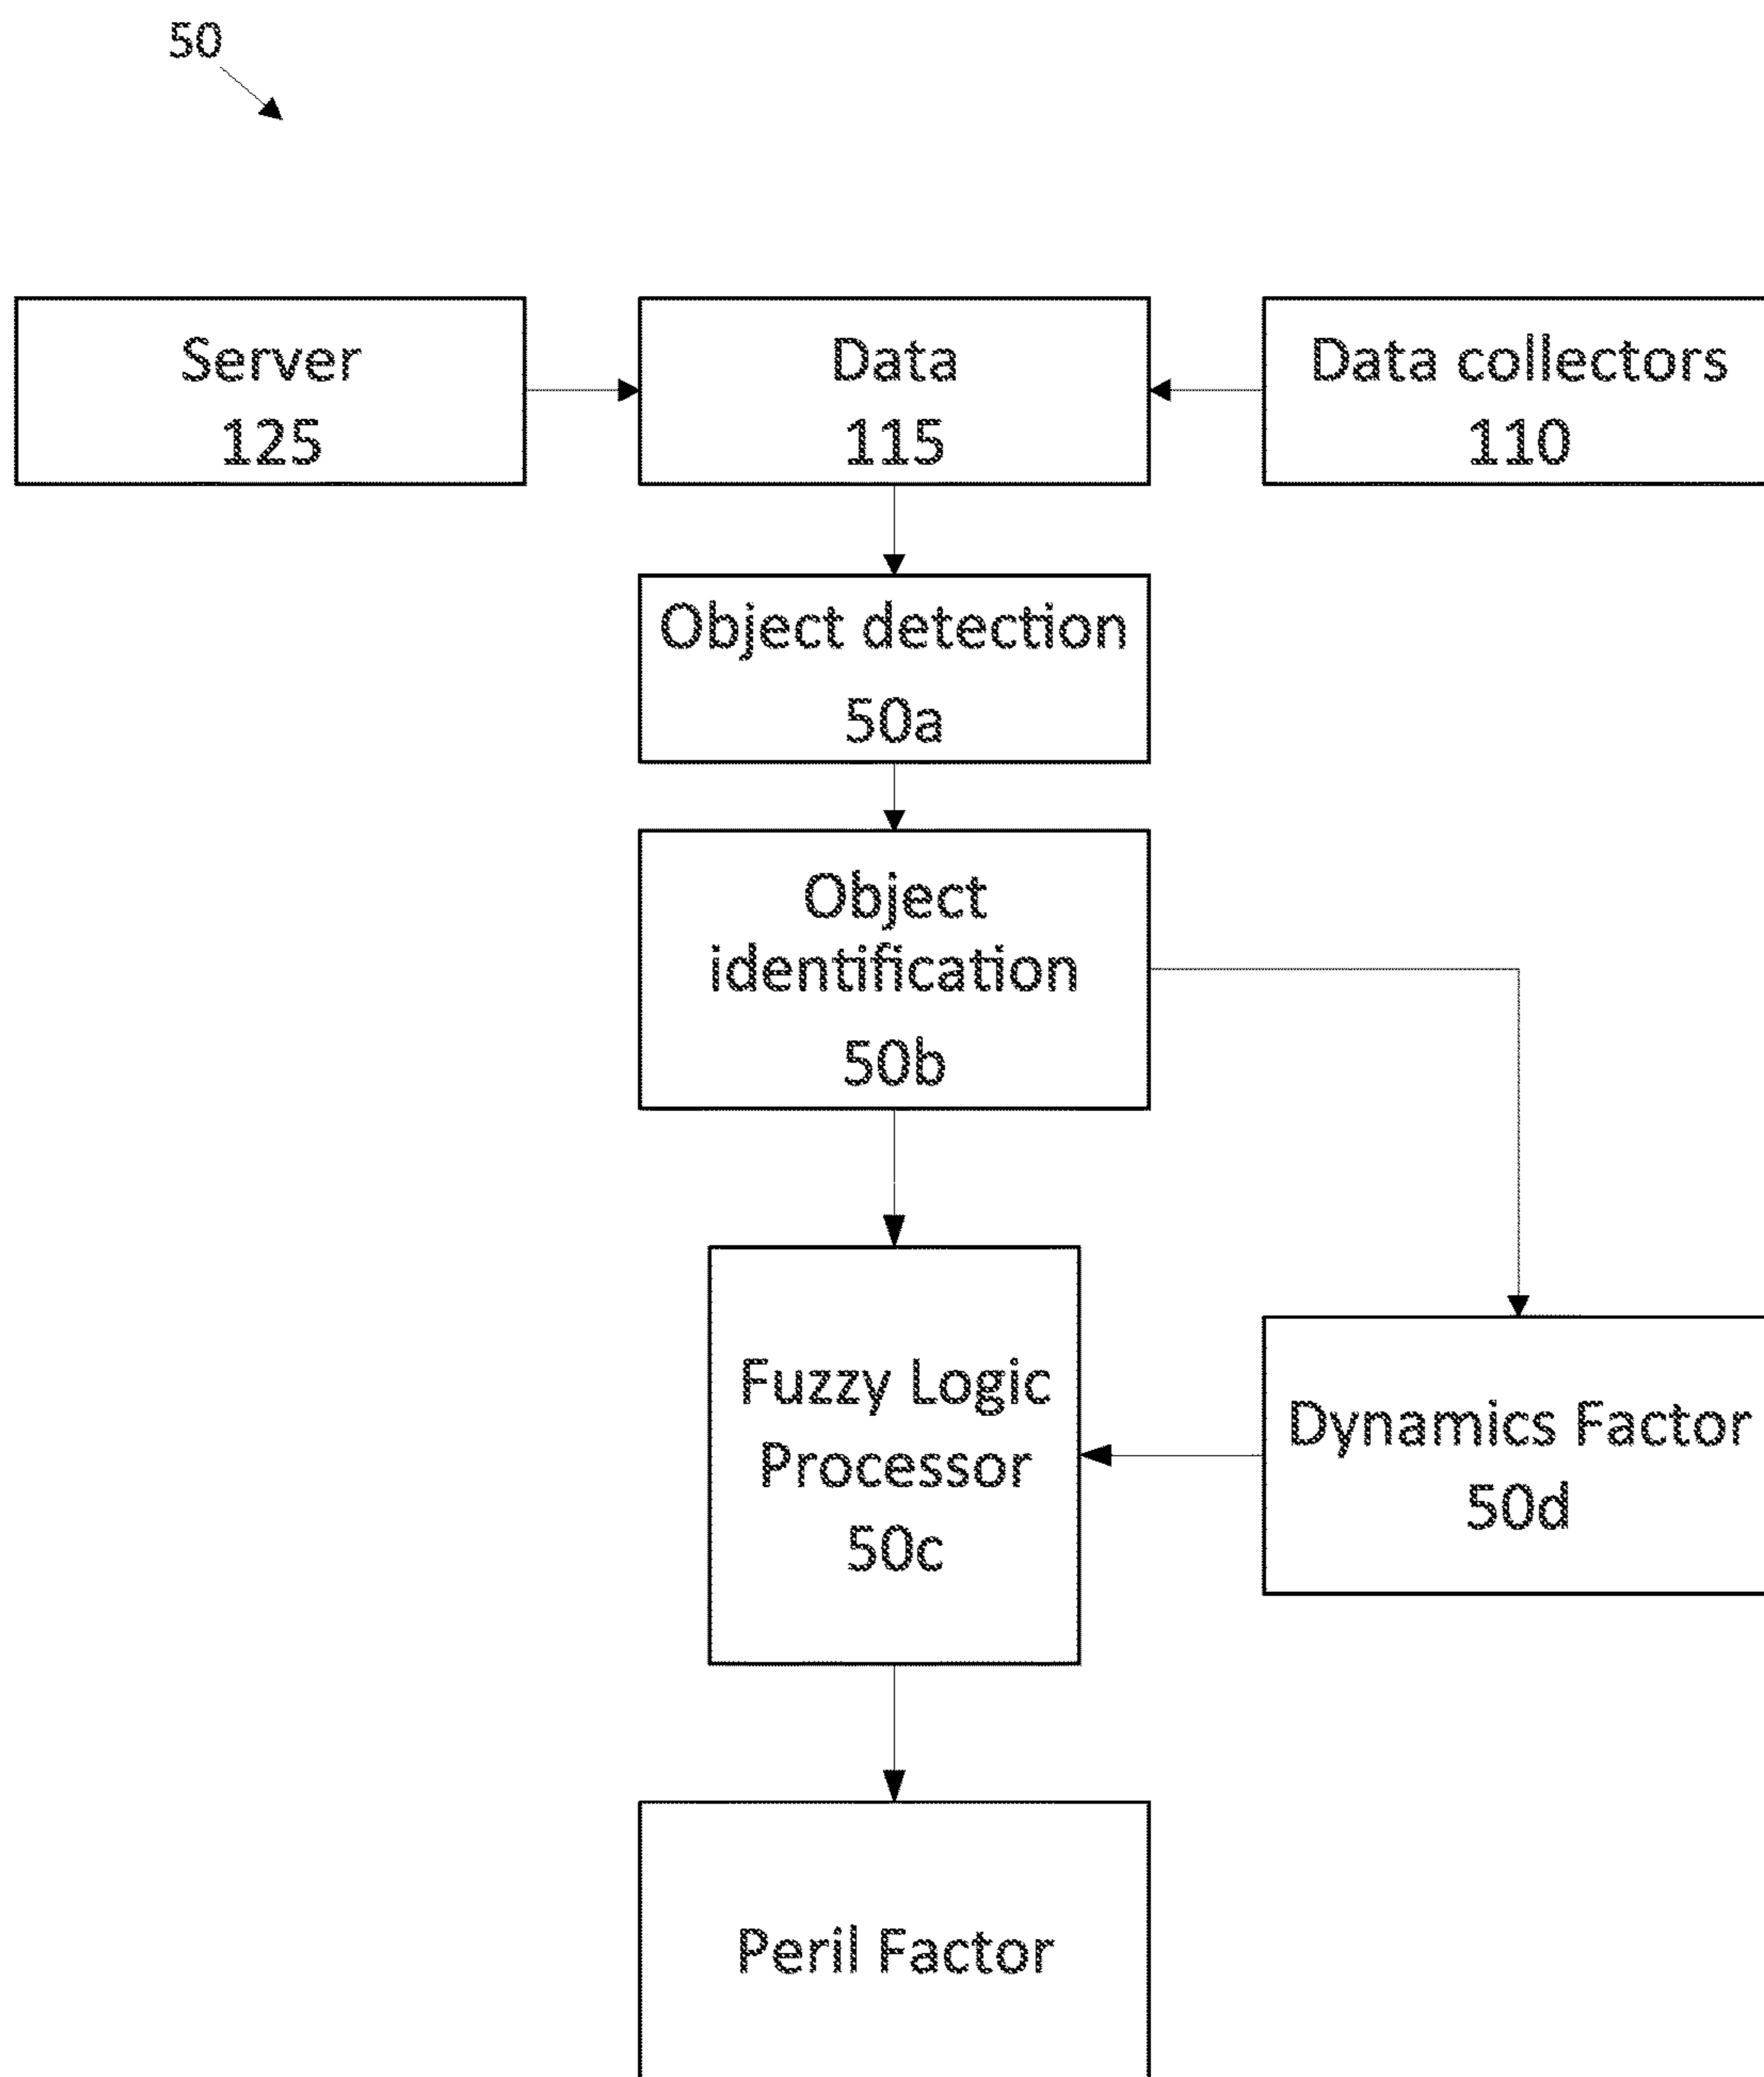 50
Server
125
Data
115
Data collectors
110
Object detection
50a
Object
identification
50b
Fuzzy Logic
Processor
50c
Dynamics Factor
50d
Peril Factor